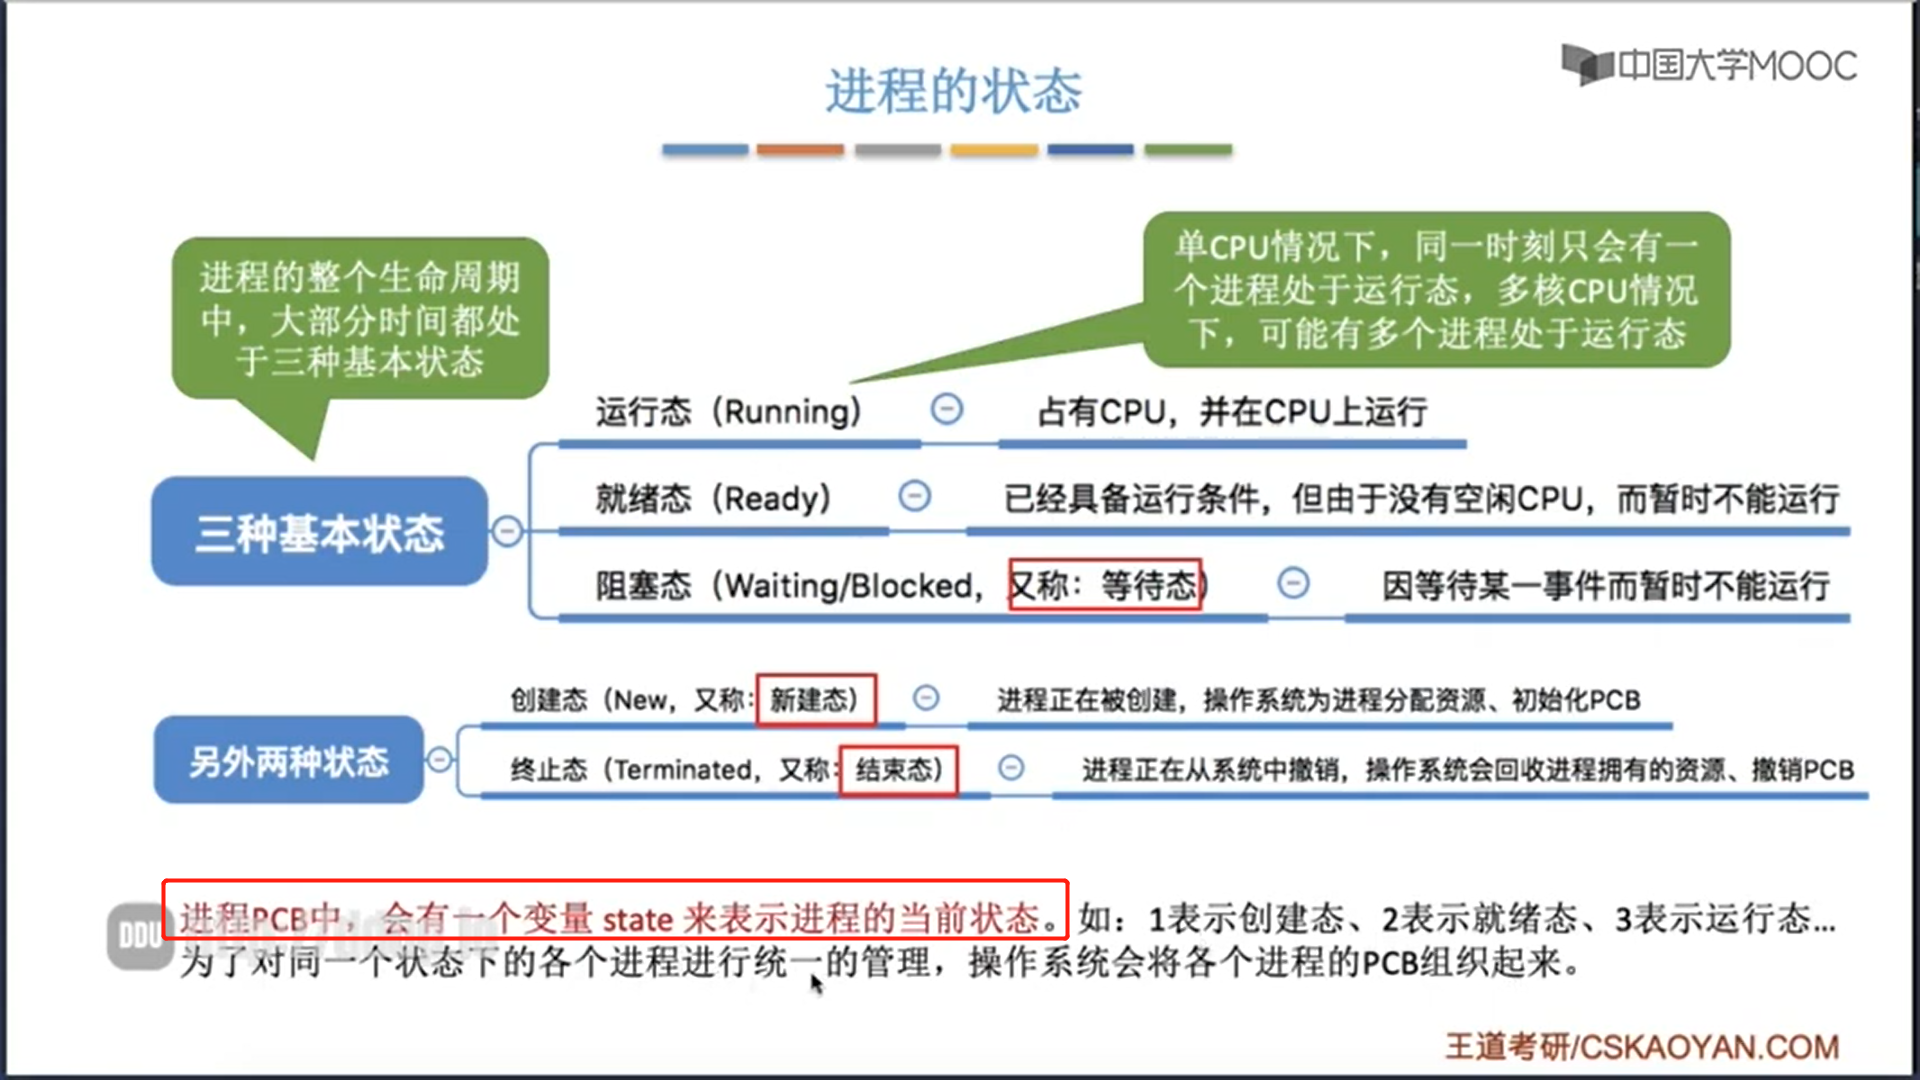 中国大学MOOC
进程的状态
进程的整个生命周期
中，大部分时间都处
于三种基本状态
单CPU情况下，同一时刻只会有一
个进程处于运行态，多核CPU情况
下，可能有多个进程处于运行态
三种基本状态
运行态（Running）
占有CPU，并在CPU上运行
就绪态（Ready）
已经具备运行条件，但由于没有空闲CPU，而暂时不能运行
阻塞态（Waiting/Blocked，又称：等待态）
因等待某一事件而暂时不能运行
另外两种状态
创建态（New，又称：新建态）
进程正在被创建，操作系统为进程分配资源、初始化PCB
终止态（Terminated，又称：结束态）
进程正在从系统中撤销，操作系统会回收进程拥有的资源、撤销PCB
进程PCB中，会有一个变量 state 来表示进程的当前状态。如：1表示创建态、2表示就绪态、3表示运行态...
为了对同一个状态下的各个进程进行统一的管理，操作系统会将各个进程的PCB组织起来。
DDU
王道考研/CSKAOYAN.COM